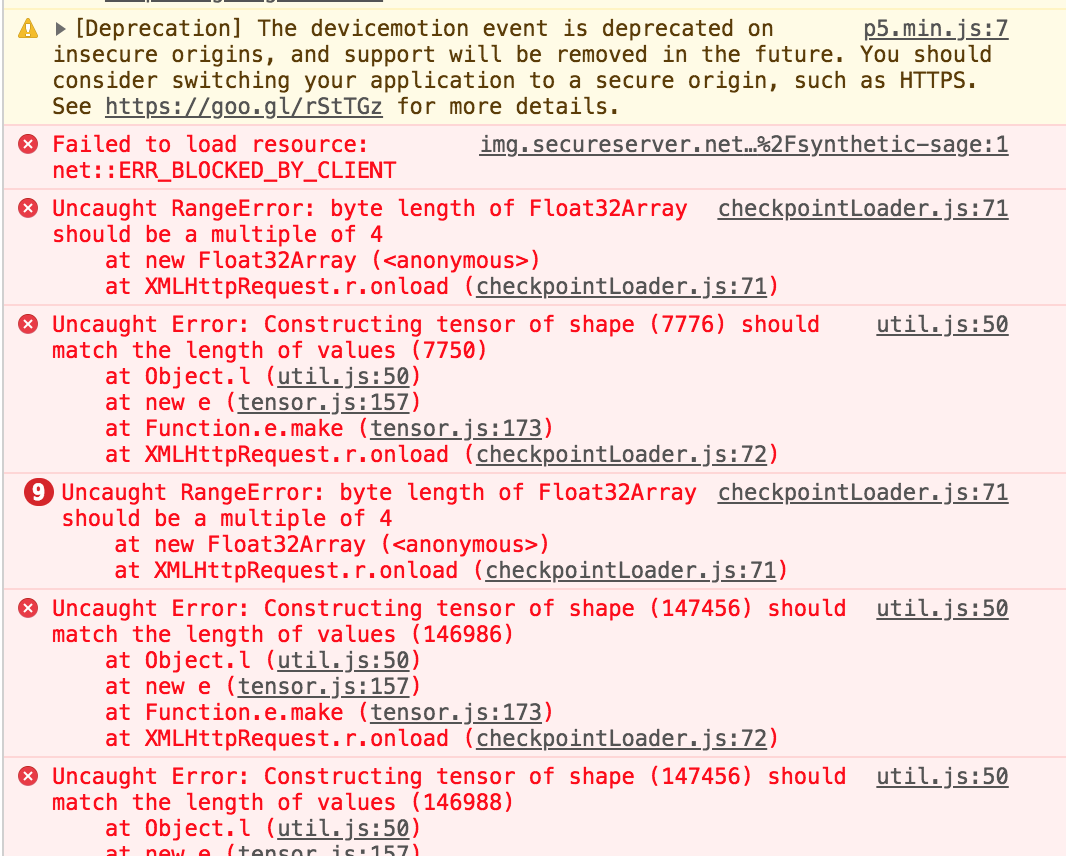 [Deprecation] The devicemotion event is deprecated on p5.min.js:7
insecure origins, and support will be removed in the future. You should
consider switching your application to a secure origin, such as HTTPS.
See https://goo.gl/rStTGz for more details.
Failed to load resource: img.secureserver.net…%2Fsynthetic-sage:1
net::ERR_BLOCKED_BY_CLIENT
Uncaught RangeError: byte length of Float32Array checkpointLoader.js:71
should be a multiple of 4
at new Float32Array (<anonymous>)
at XMLHttpRequest.r.onload (checkpointLoader.js:71)
Uncaught Error: Constructing tensor of shape (7776) should util.js:50
match the length of values (7750)
at Object.l (util.js:50)
at new e (tensor.js:157)
at Function.e.make (tensor.js:173)
at XMLHttpRequest.r.onload (checkpointLoader.js:72)
9 Uncaught RangeError: byte length of Float32Array checkpointLoader.js:71
should be a multiple of 4
at new Float32Array (<anonymous>)
at XMLHttpRequest.r.onload (checkpointLoader.js:71)
Uncaught Error: Constructing tensor of shape (147456) should util.js:50
match the length of values (146986)
at Object.l (util.js:50)
at new e (tensor.js:157)
at Function.e.make (tensor.js:173)
at XMLHttpRequest.r.onload (checkpointLoader.js:72)
Uncaught Error: Constructing tensor of shape (147456) should util.js:50
match the length of values (146988)
at Object.l (util.js:50)
at new e (tensor.js:157)